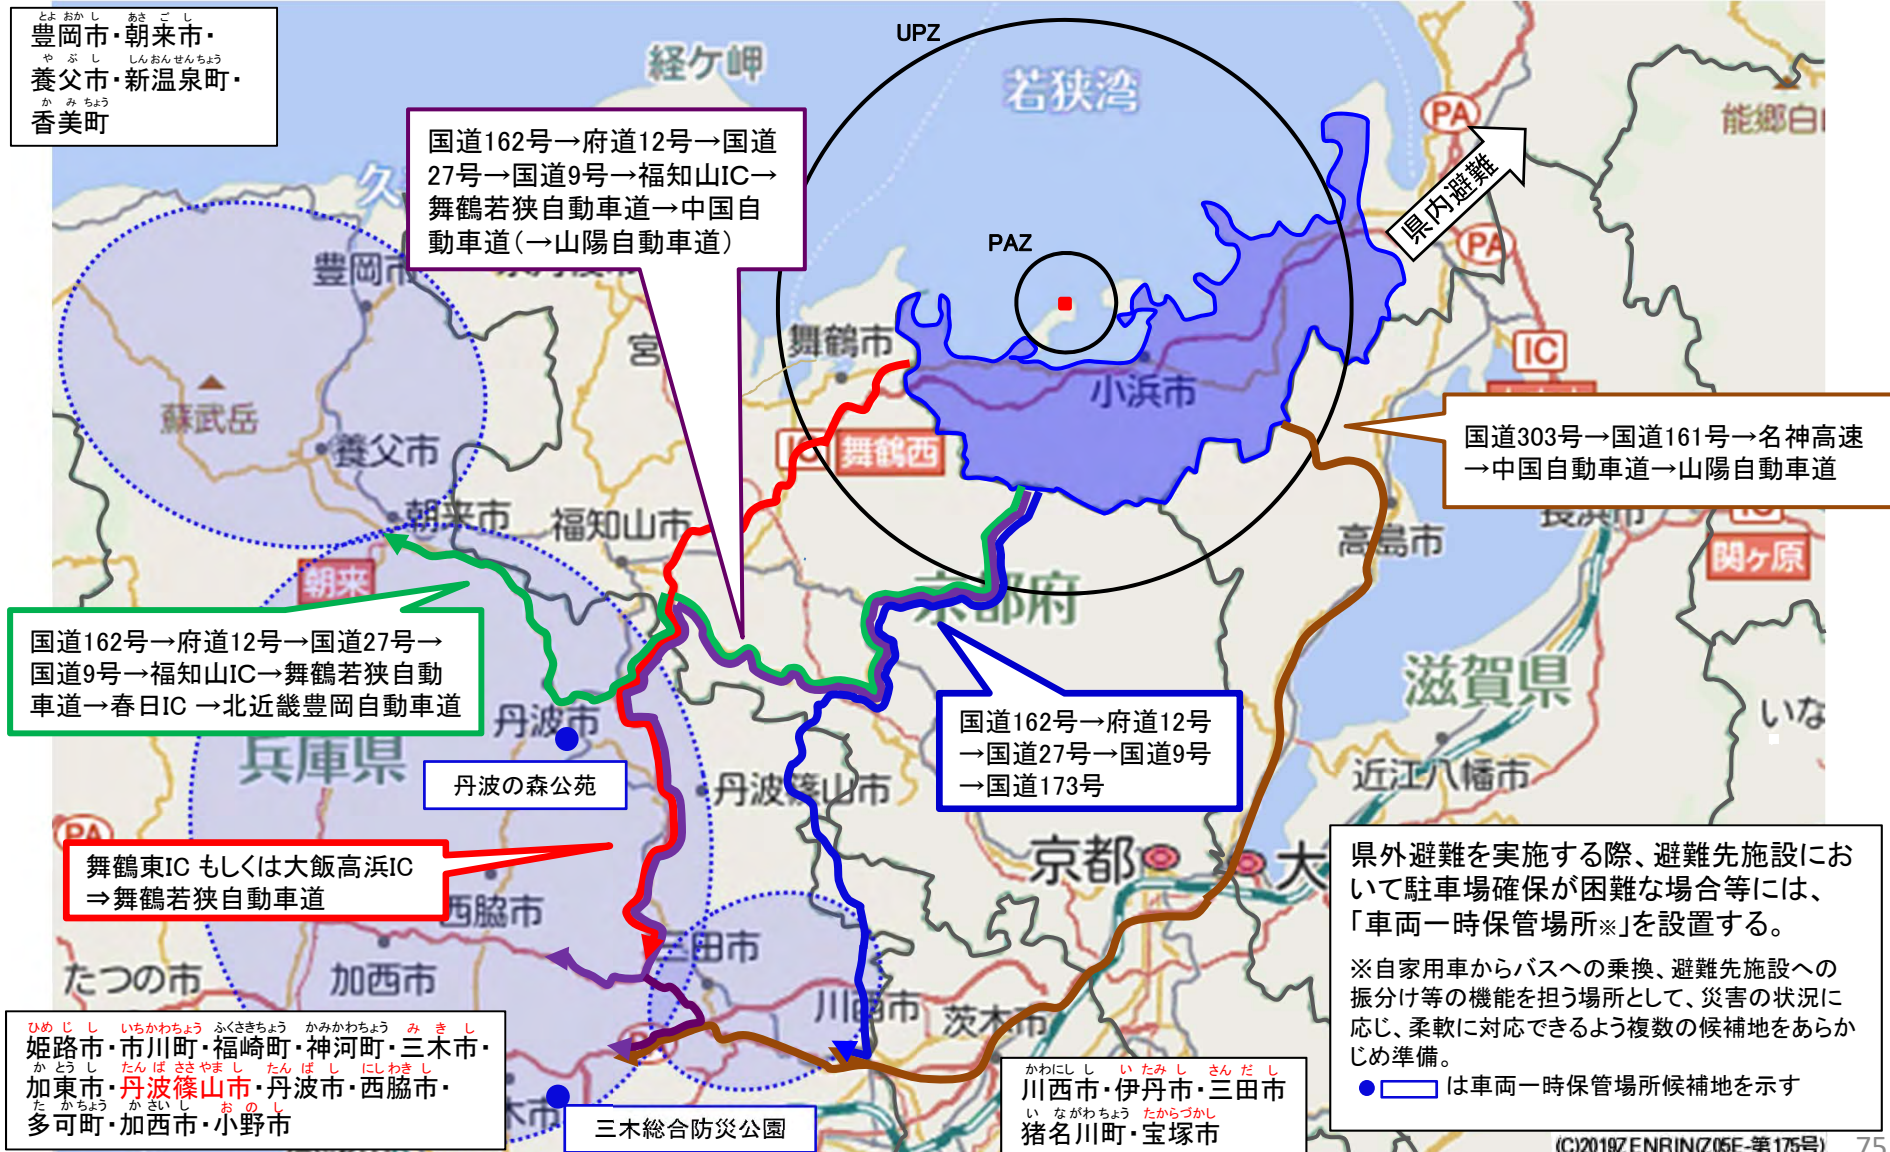 とよ おか し　あさ ご し
豊岡市・朝来市・
や ぶ し　しんおんせんちょう
養父市・新温泉町・
か み ちょう
香美町
UPZ
経ケ岬
若狭湾
PA
能郷白
県内避難
国道162号→府道12号→国道
27号→国道9号→福知山IC→
舞鶴若狭自動車道→中国自
動車道（→山陽自動車道）
久
PAZ
PA
豊岡市
舞鶴市
宮
IC
小浜市
蘇武岳
養父市
IC
舞鶴西
国道303号→国道161号→名神高速
→中国自動車道→山陽自動車道
朝来市
福知山市
高島市
長浜市
IC
関ヶ原
朝来
京都府
国道162号→府道12号→国道27号→
国道9号→福知山IC→舞鶴若狭自動
車道→春日IC →北近畿豊岡自動車道
滋賀県
丹波市
国道162号→府道12号
→国道27号→国道9号
→国道173号
いな
兵庫県
丹波の森公苑
丹波篠山市
近江八幡市
PA
舞鶴東IC もしくは大飯高浜IC
⇒舞鶴若狭自動車道
京都
大
西脇市
三田市
たつの市
加西市
川西市
茨木市
県外避難を実施する際、避難先施設にお
いて駐車場確保が困難な場合等には、
「車両一時保管場所※」を設置する。
※自家用車からバスへの乗換、避難先施設への
振分け等の機能を担う場所として、災害の状況に
応じ、柔軟に対応できるよう複数の候補地をあらか
じめ準備。
は車両一時保管場所候補地を示す
ひめ じ し　いちかわちょう　ふくさきちょう　かみかわちょう　み き し
姫路市・市川町・福崎町・神河町・三木市・
か とう し　たん ば ささ やま し　たん ば し　にし わき し
加東市・丹波篠山市・丹波市・西脇市・
た かちょう　か さい し　お の し
多可町・加西市・小野市
木市
三木総合防災公園
かわにし し　い たみ し　さん だ し
川西市・伊丹市・三田市
い ながわちょう　たからづかし
猪名川町・宝塚市
(C)2019ZENRIN(Z05E-第175号)
75